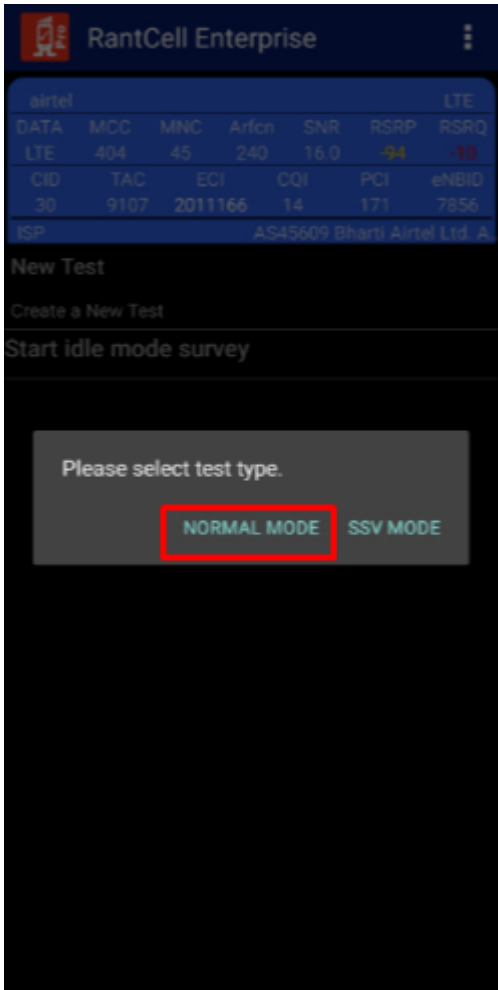 Pro RantCell Enterprise
airtel LTE
DATA MCC MNC Arfcn SNR RSRP RSRQ
LTE 404 45 240 16.0 -94 -10
CID TAC ECI CQI PCI eNBID
30 9107 2011166 14 171 7856
ISP AS45609 Bharti Airtel Ltd. A
New Test
Create a New Test
Start idle mode survey
Please select test type.
NORMAL MODE SSV MODE